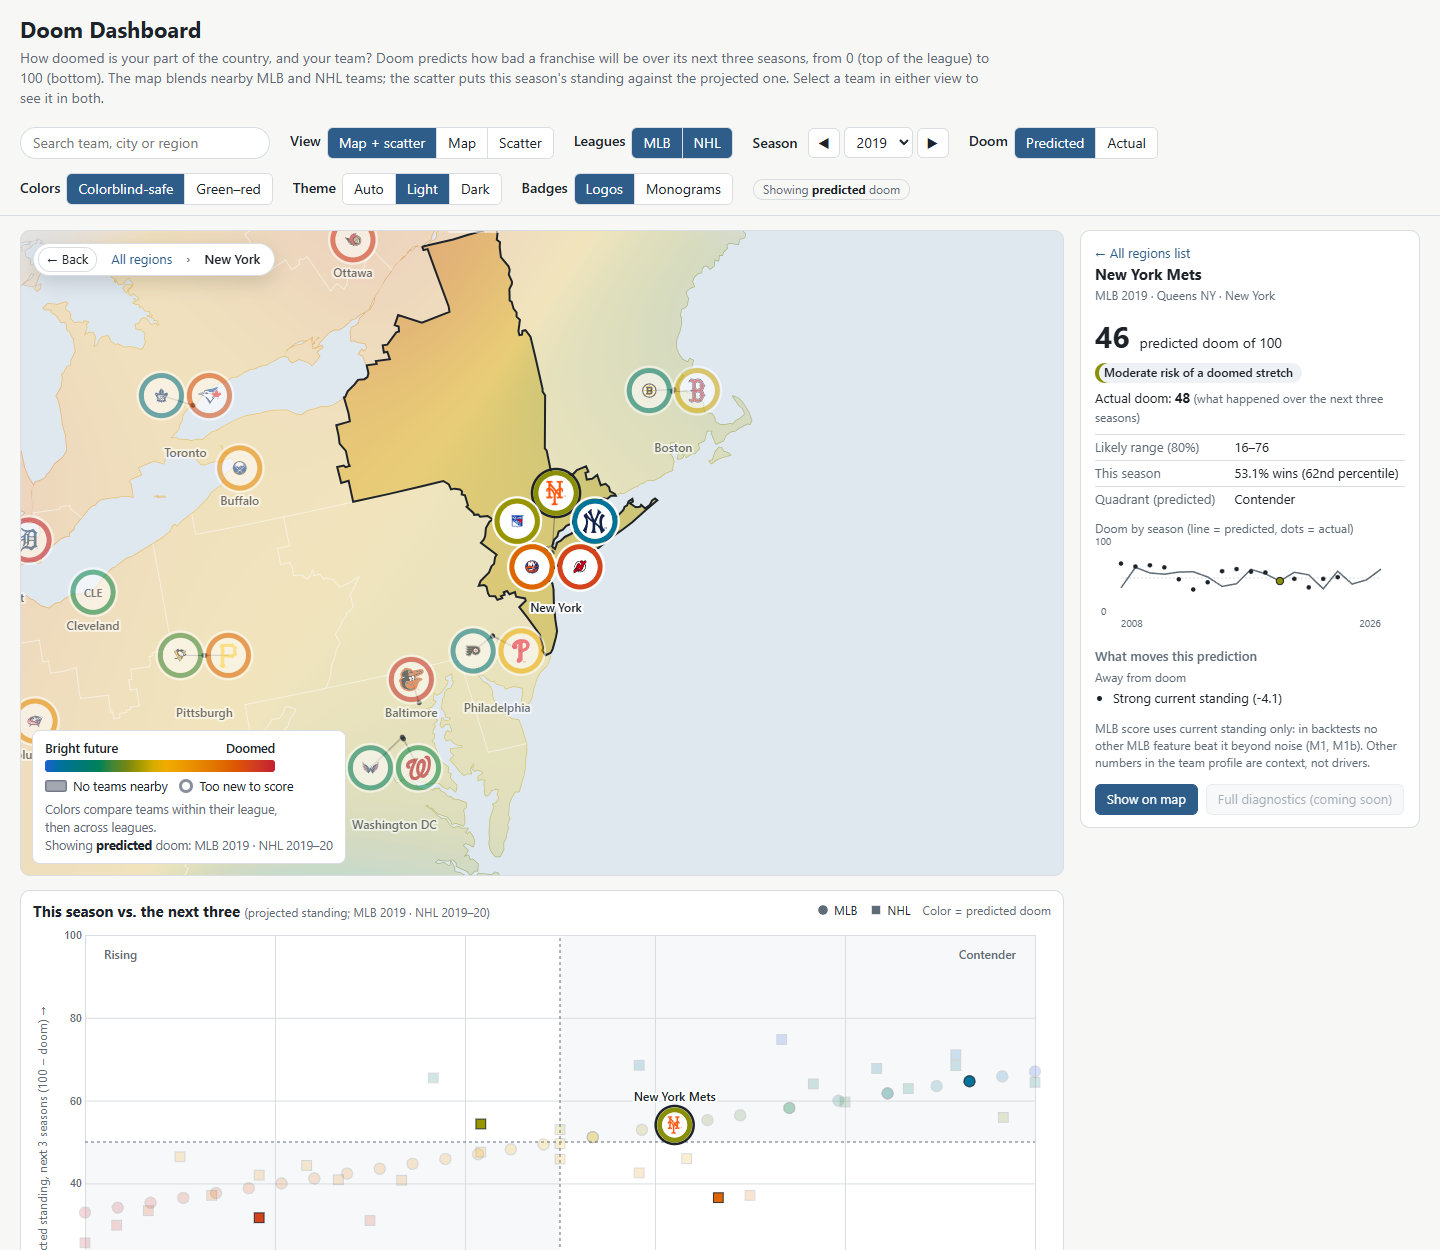 Doom Dashboard
How doomed is your part of the country, and your team? Doom predicts how bad a franchise will be over its next three seasons, from 0 (top of the league) to
100 (bottom). The map blends nearby MLB and NHL teams; the scatter puts this season's standing against the projected one. Select a team in either view to
see it in both.
Search team, city or region
View Map + scatter Map Scatter
Leagues MLB NHL
Season ◀ 2019 ▶
Doom Predicted Actual
Colors Colorblind-safe Green–red
Theme Auto Light Dark
Badges Logos Monograms
Showing predicted doom
← Back All regions › New York
Ottawa
Toronto
Buffalo
Boston
B
B
CLE
Cleveland
New York
P
P
Pittsburgh
Baltimore
Philadelphia
W
Washington DC
Bright future Doomed
No teams nearby Too new to score
Colors compare teams within their league,
then across leagues.
Showing predicted doom: MLB 2019 · NHL 2019–20
← All regions list
New York Mets
MLB 2019 · Queens NY · New York
46 predicted doom of 100
Moderate risk of a doomed stretch
Actual doom: 48 (what happened over the next three
seasons)
Likely range (80%) 16–76
This season 53.1% wins (62nd percentile)
Quadrant (predicted) Contender
Doom by season (line = predicted, dots = actual)
100
0
2008 2026
What moves this prediction
Away from doom
• Strong current standing (-4.1)
MLB score uses current standing only: in backtests no
other MLB feature beat it beyond noise (M1, M1b). Other
numbers in the team profile are context, not drivers.
Show on map Full diagnostics (coming soon)
This season vs. the next three (projected standing; MLB 2019 · NHL 2019–20)
MLB NHL Color = predicted doom
100
Rising Contender
80
60
New York Mets
40
standing, next 3 seasons (100 − doom) →